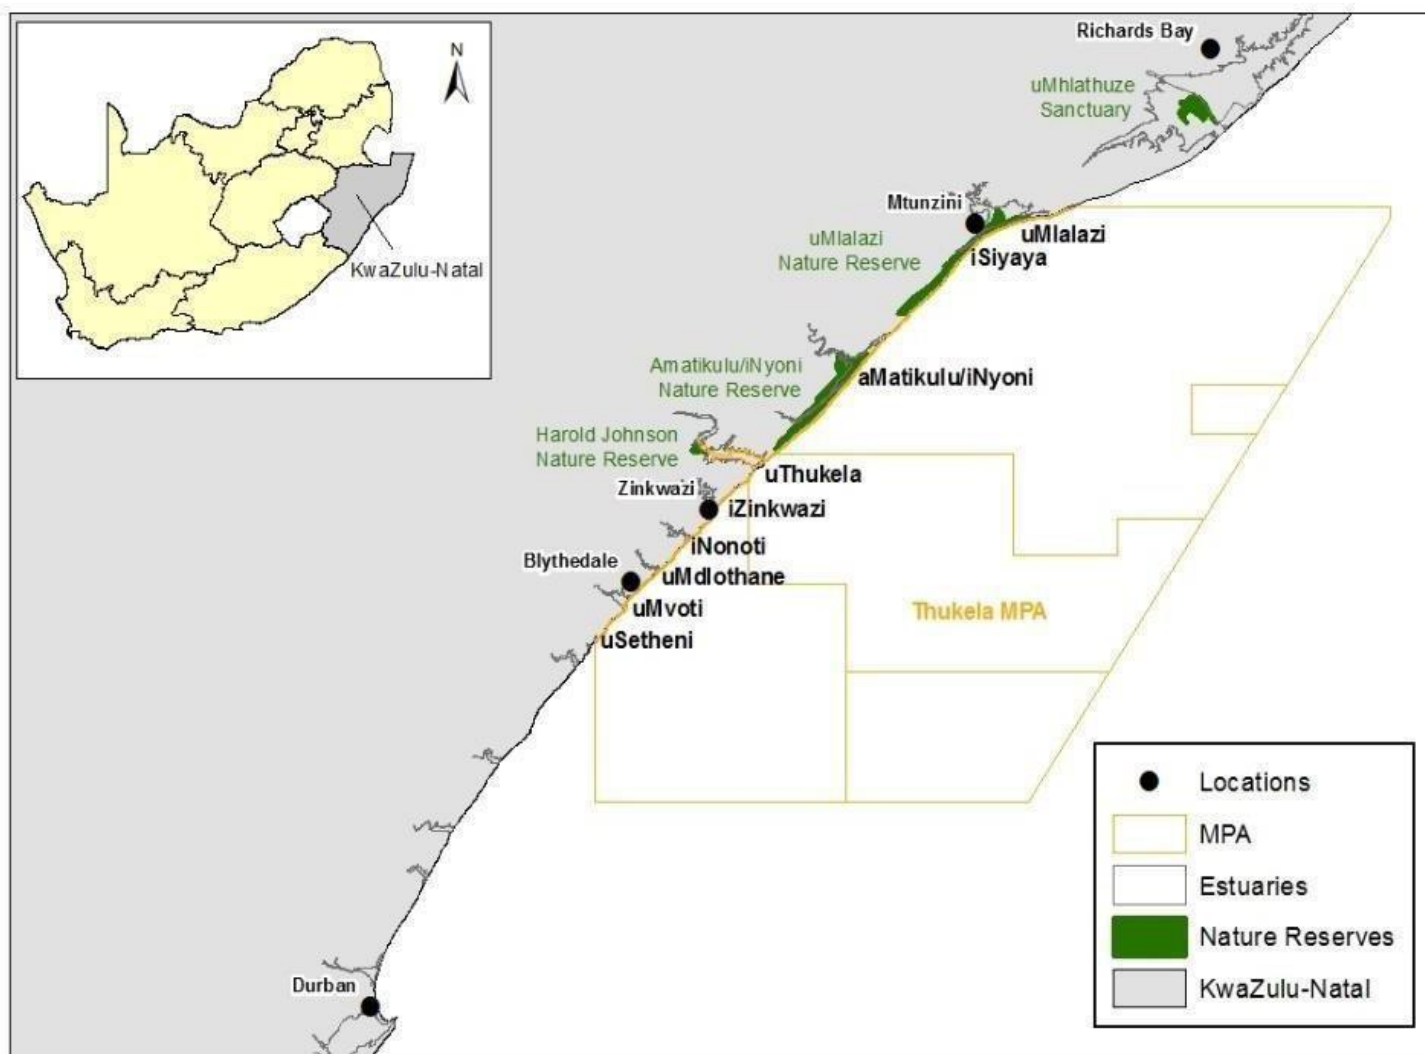 N
KwaZulu-Natal
Richards Bay
uMhlathuze
Sanctuary
Mtunzini
uMlalazi
uMlalazi
Nature Reserve
iSiyaya
Amatikulu/iNyoni
Nature Reserve
aMatikulu/iNyoni
Harold Johnson
Nature Reserve
uThukela
Zinkwazi
iZinkwazi
iNonoti
Blythedale
uMdlothane
uMvoti
Thukela MPA
uSetheni
Durban
Locations
MPA
Estuaries
Nature Reserves
KwaZulu-Natal